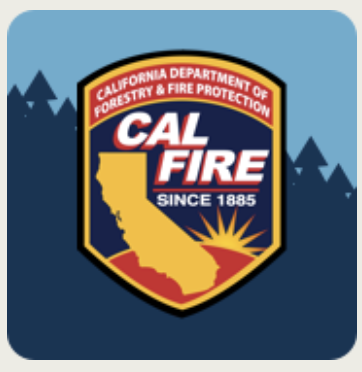 CALIFORNIA DEPARTMENT OF
FORESTRY & FIRE PROTECTION
CAL
FIRE
SINCE 1885